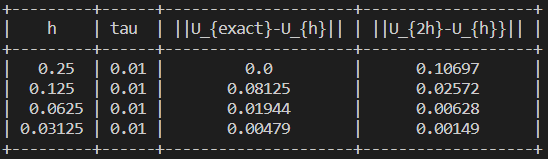 +---------+------+-------------------+------------------+
|    h    | tau  | ||U_{exact}-U_{h}|| | ||U_{2h}-U_{h}}|| |
+---------+------+-------------------+------------------+
|   0.25  | 0.01 |        0.0        |     0.10697      |
|  0.125  | 0.01 |      0.08125      |     0.02572      |
|  0.0625 | 0.01 |      0.01944      |     0.00628      |
| 0.03125 | 0.01 |      0.00479      |     0.00149      |
+---------+------+-------------------+------------------+